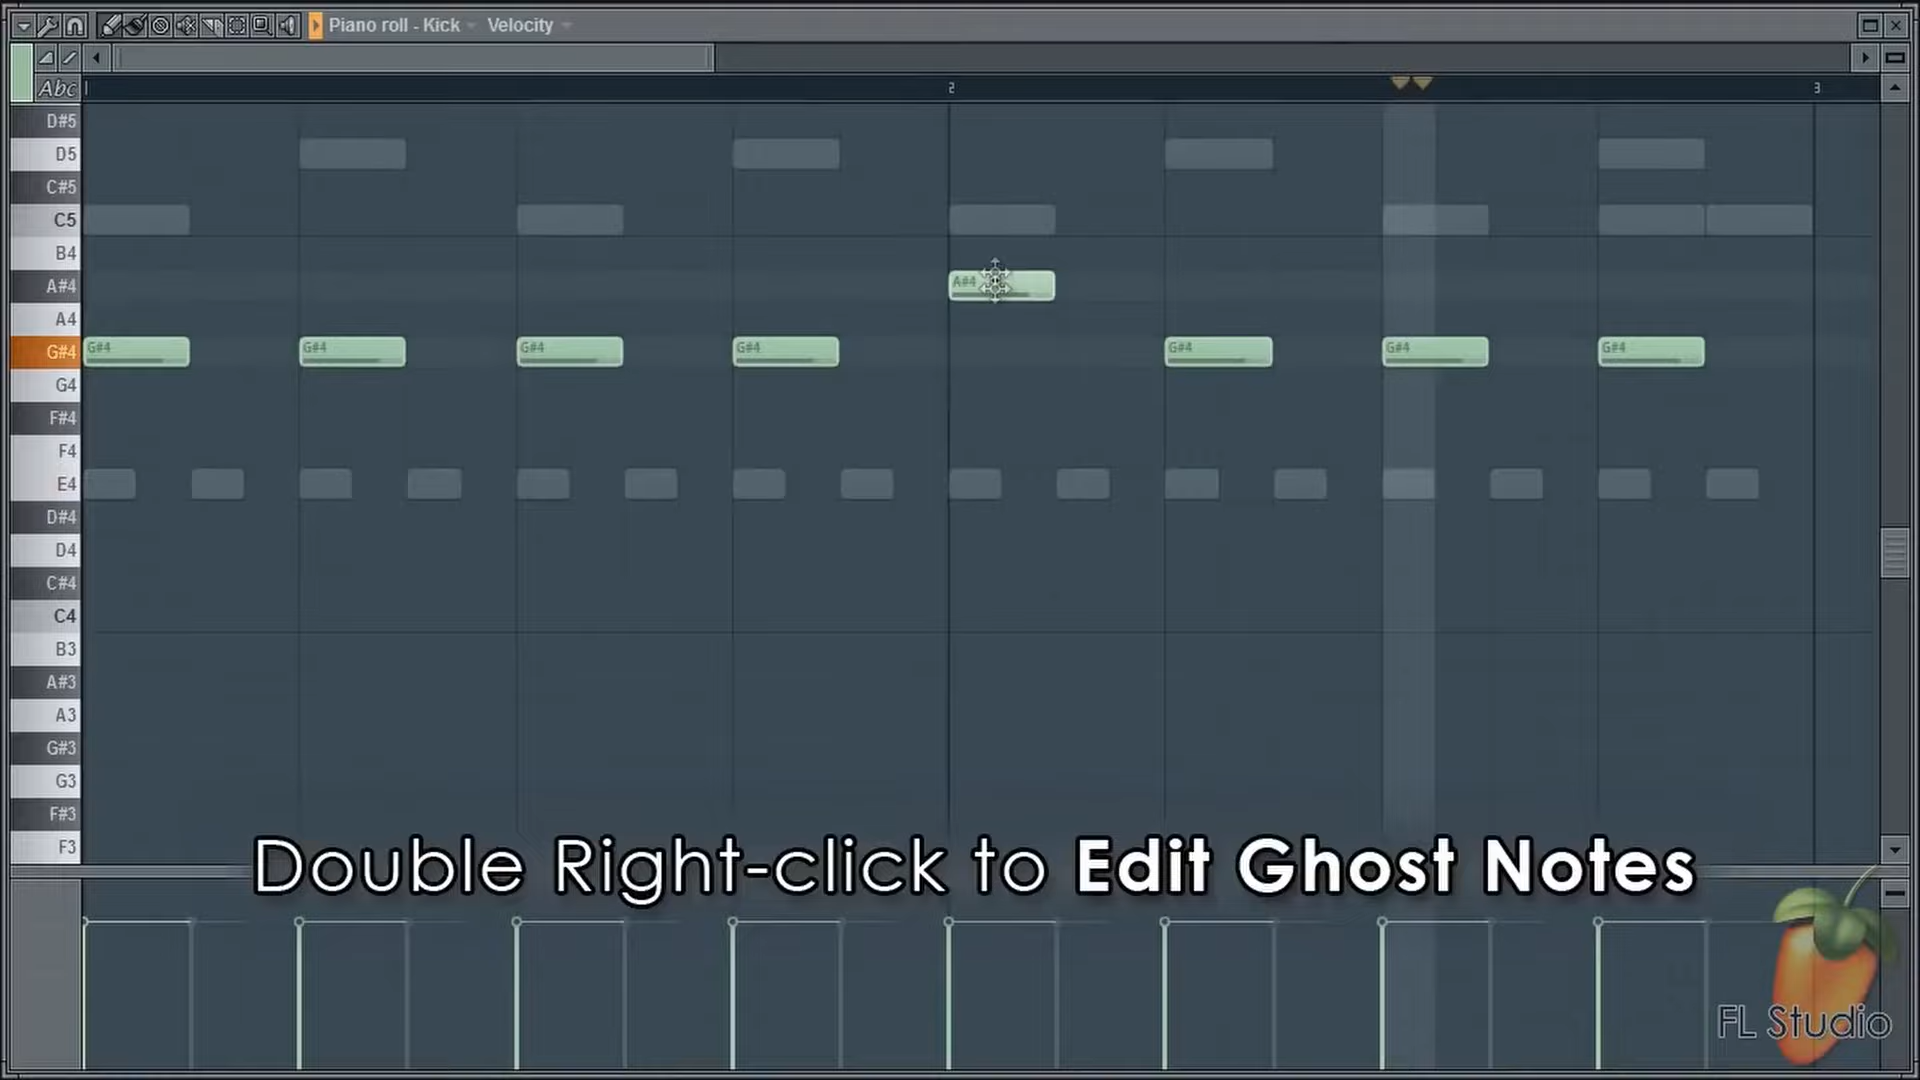 Piano roll - Kick Velocity
Abc
2
3
D#5
D5
C#5
C5
B4
A#4
A#4
A4
G#4
G#4
G#4
G#4
G#4
G#4
G#4
G#4
G4
F#4
F4
E4
D#4
D4
C#4
C4
B3
A#3
A3
G#3
G3
F#3
F3
Double Right-click to Edit Ghost Notes
FL Studio